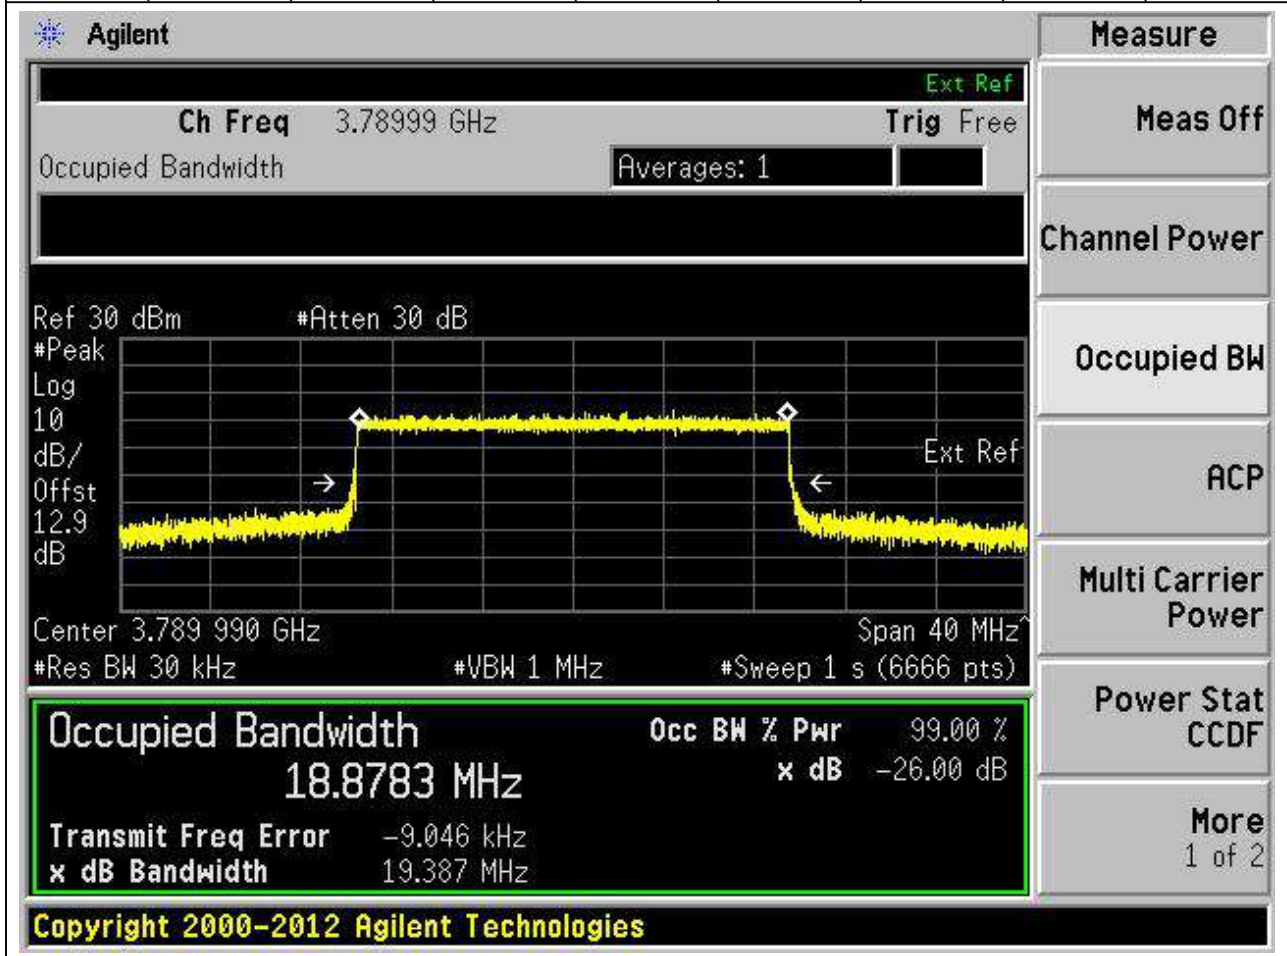 Agilent
Measure
Ext Ref
Ch Freq 3.78999 GHz Trig Free
Occupied Bandwidth Averages: 1
Meas Off
Channel Power
Occupied BW
ACP
Multi Carrier
Power
Power Stat
CCDF
More
1 of 2
Ref 30 dBm #Atten 30 dB
#Peak
Log
10
dB/
Offst
12.9
dB
Ext Ref
Center 3.789 990 GHz Span 40 MHz^
#Res BW 30 kHz #VBW 1 MHz #Sweep 1 s (6666 pts)
Occupied Bandwidth
18.8783 MHz
Occ BW % Pwr 99.00 %
x dB -26.00 dB
Transmit Freq Error -9.046 kHz
x dB Bandwidth 19.387 MHz
Copyright 2000-2012 Agilent Technologies